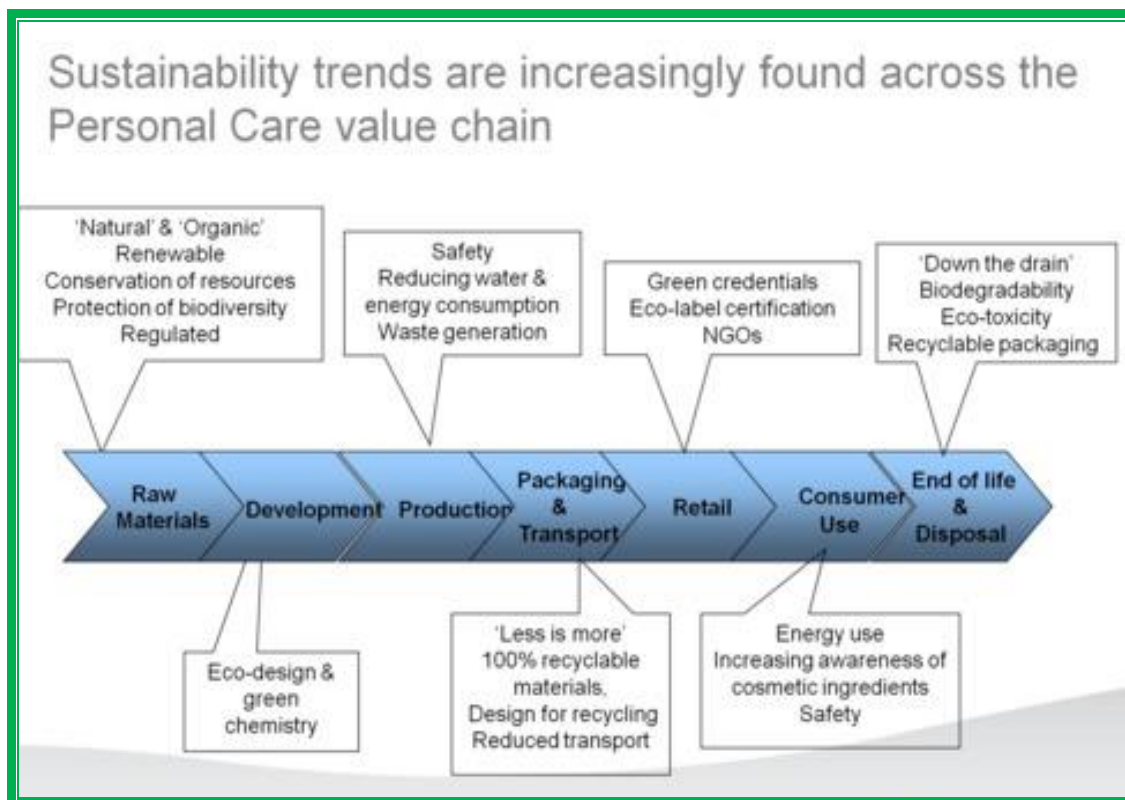 Sustainability trends are increasingly found across the
Personal Care value chain
'Natural' & 'Organic'
Renewable
Conservation of resources
Protection of biodiversity
Regulated
Safety
Reducing water &
energy consumption
Waste generation
Green credentials
Eco-label certification
NGOs
'Down the drain'
Biodegradability
Eco-toxicity
Recyclable packaging
Raw
Materials
Development
Production
Packaging
&
Transport
Retail
Consumer
Use
End of life
&
Disposal
Eco-design &
green
chemistry
'Less is more'
100% recyclable
materials,
Design for recycling
Reduced transport
Energy use
Increasing awareness of
cosmetic ingredients
Safety